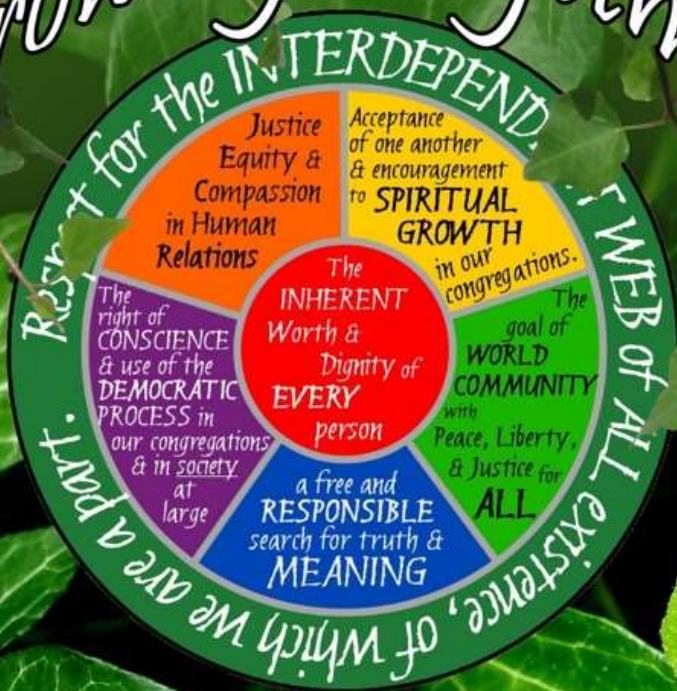 Respect for the INTERDEPEND WEB of ALL existence, of which we are a part.
Justice
Equity &
Compassion
in Human
Relations
Acceptance
of one another
& encouragement
to SPIRITUAL
GROWTH
in our
congregations.
The
INHERENT
Worth &
Dignity of
EVERY
person
The
right of
CONSCIENCE
& use of the
DEMOCRATIC
PROCESS in
our congregations
& in society
at
large
The
goal of
WORLD
COMMUNITY
with
Peace, Liberty,
& Justice for
ALL
a free and
RESPONSIBLE
search for truth &
MEANING